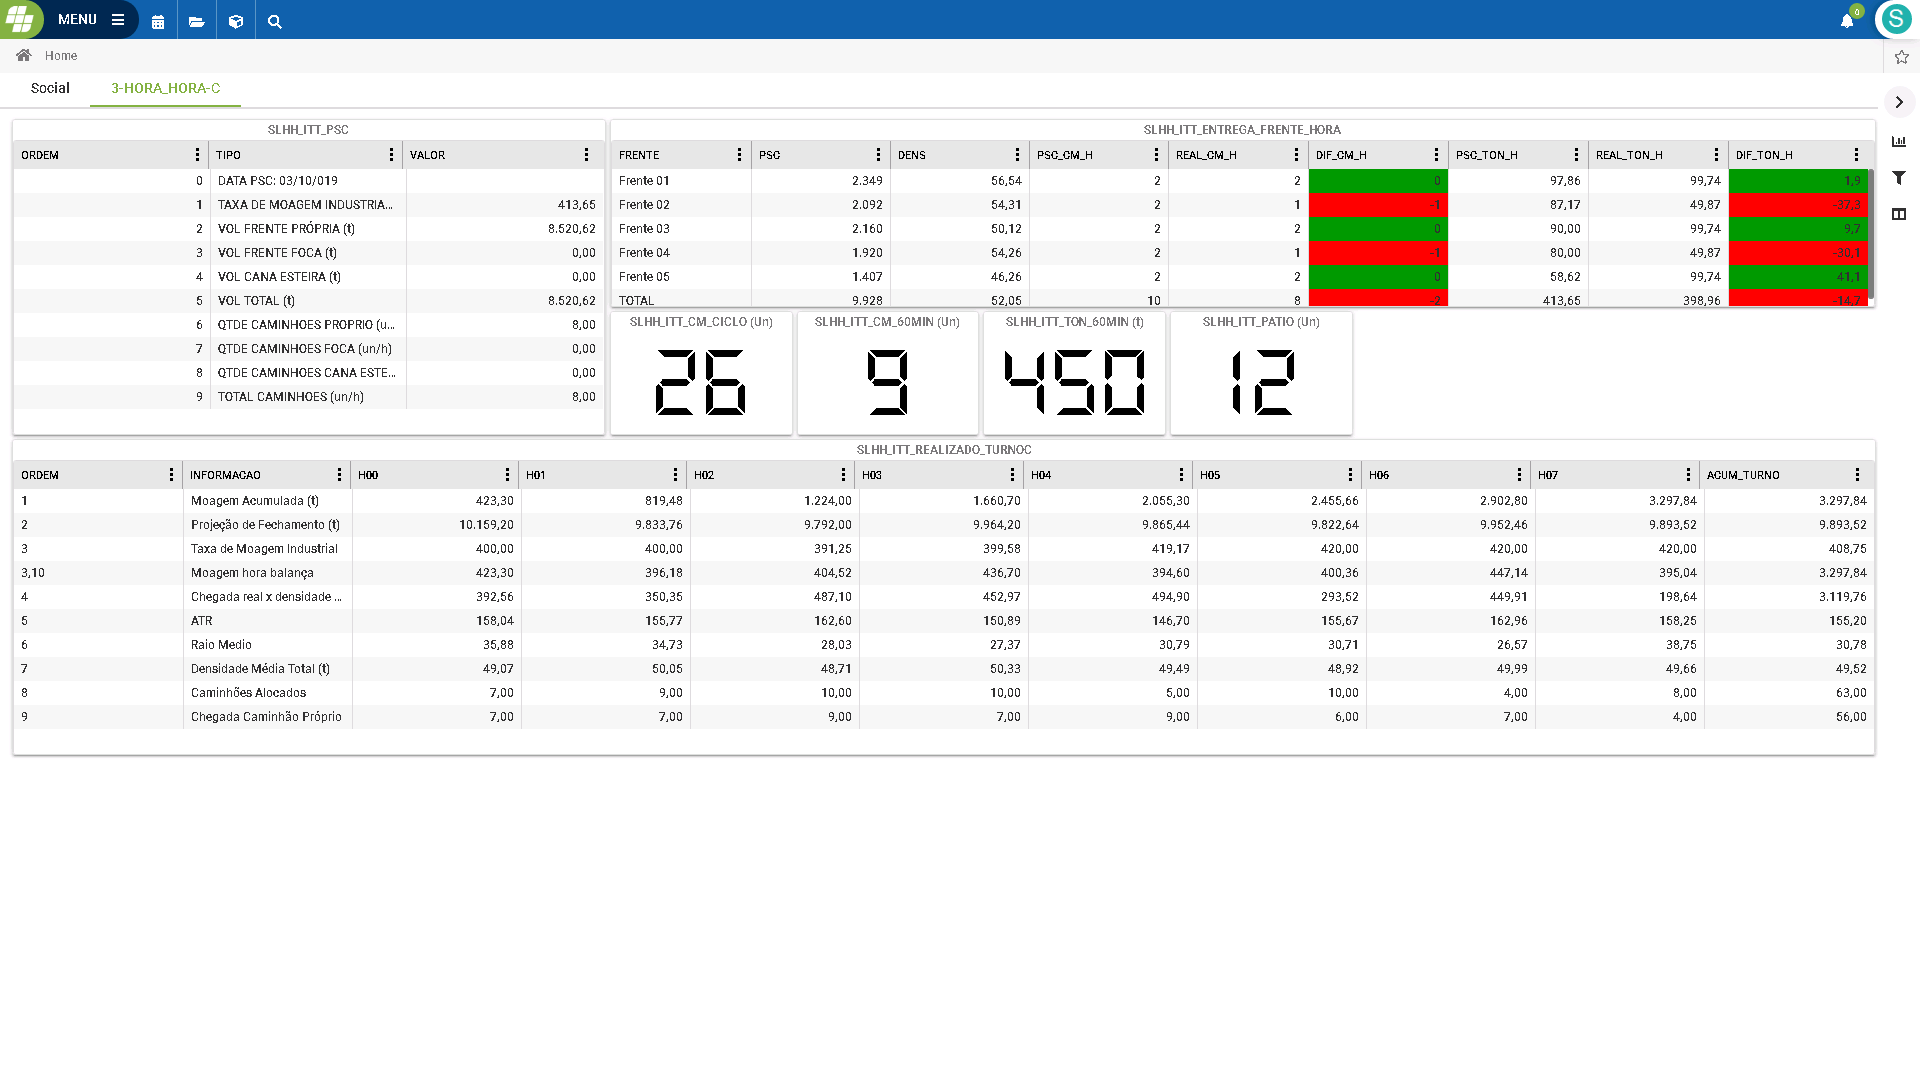 MENU
0
S
Home
Social 3-HORA_HORA-C
SLHH_ITT_PSC
ORDEM TIPO VALOR
0 DATA PSC: 03/10/019
1 TAXA DE MOAGEM INDUSTRIA... 413,65
2 VOL FRENTE PRÓPRIA (t) 8.520,62
3 VOL FRENTE FOCA (t) 0,00
4 VOL CANA ESTEIRA (t) 0,00
5 VOL TOTAL (t) 8.520,62
6 QTDE CAMINHOES PROPRIO (u... 8,00
7 QTDE CAMINHOES FOCA (un/h) 0,00
8 QTDE CAMINHOES CANA ESTE... 0,00
9 TOTAL CAMINHOES (un/h) 8,00
SLHH_ITT_ENTREGA_FRENTE_HORA
FRENTE PSC DENS PSC_CM_H REAL_CM_H DIF_CM_H PSC_TON_H REAL_TON_H DIF_TON_H
Frente 01 2.349 56,54 2 2 0 97,86 99,74 1,9
Frente 02 2.092 54,31 2 1 -1 87,17 49,87 -37,3
Frente 03 2.160 50,12 2 2 0 90,00 99,74 9,7
Frente 04 1.920 54,26 2 1 -1 80,00 49,87 -30,1
Frente 05 1.407 46,26 2 2 0 58,62 99,74 41,1
TOTAL 9.928 52,05 10 8 -2 413,65 398,96 -14,7
SLHH_ITT_CM_CICLO (Un)
26
SLHH_ITT_CM_60MIN (Un)
9
SLHH_ITT_TON_60MIN (t)
450
SLHH_ITT_PATIO (Un)
12
SLHH_ITT_REALIZADO_TURNOC
ORDEM INFORMACAO H00 H01 H02 H03 H04 H05 H06 H07 ACUM_TURNO
1 Moagem Acumulada (t) 423,30 819,48 1.224,00 1.660,70 2.055,30 2.455,66 2.902,80 3.297,84 3.297,84
2 Projeção de Fechamento (t) 10.159,20 9.833,76 9.792,00 9.964,20 9.865,44 9.822,64 9.952,46 9.893,52 9.893,52
3 Taxa de Moagem Industrial 400,00 400,00 391,25 399,58 419,17 420,00 420,00 420,00 408,75
3,10 Moagem hora balança 423,30 396,18 404,52 436,70 394,60 400,36 447,14 395,04 3.297,84
4 Chegada real x densidade ... 392,56 350,35 487,10 452,97 494,90 293,52 449,91 198,64 3.119,76
5 ATR 158,04 155,77 162,60 150,89 146,70 155,67 162,96 158,25 155,20
6 Raio Medio 35,88 34,73 28,03 27,37 30,79 30,71 26,57 38,75 30,78
7 Densidade Média Total (t) 49,07 50,05 48,71 50,33 49,49 48,92 49,99 49,66 49,52
8 Caminhões Alocados 7,00 9,00 10,00 10,00 5,00 10,00 4,00 8,00 63,00
9 Chegada Caminhão Próprio 7,00 7,00 9,00 7,00 9,00 6,00 7,00 4,00 56,00